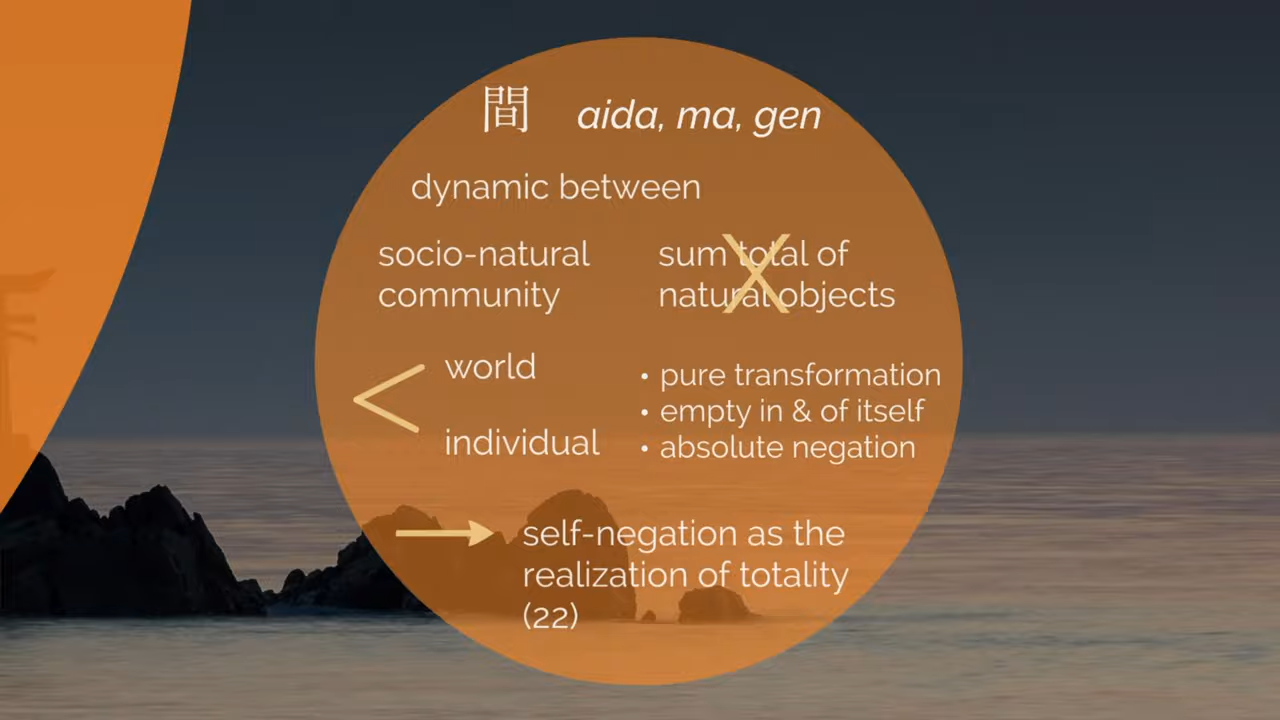 間 aida, ma, gen
dynamic between
socio-natural
community
sum total of
natural objects
world
individual
• pure transformation
• empty in & of itself
• absolute negation
self-negation as the
realization of totality
(22)